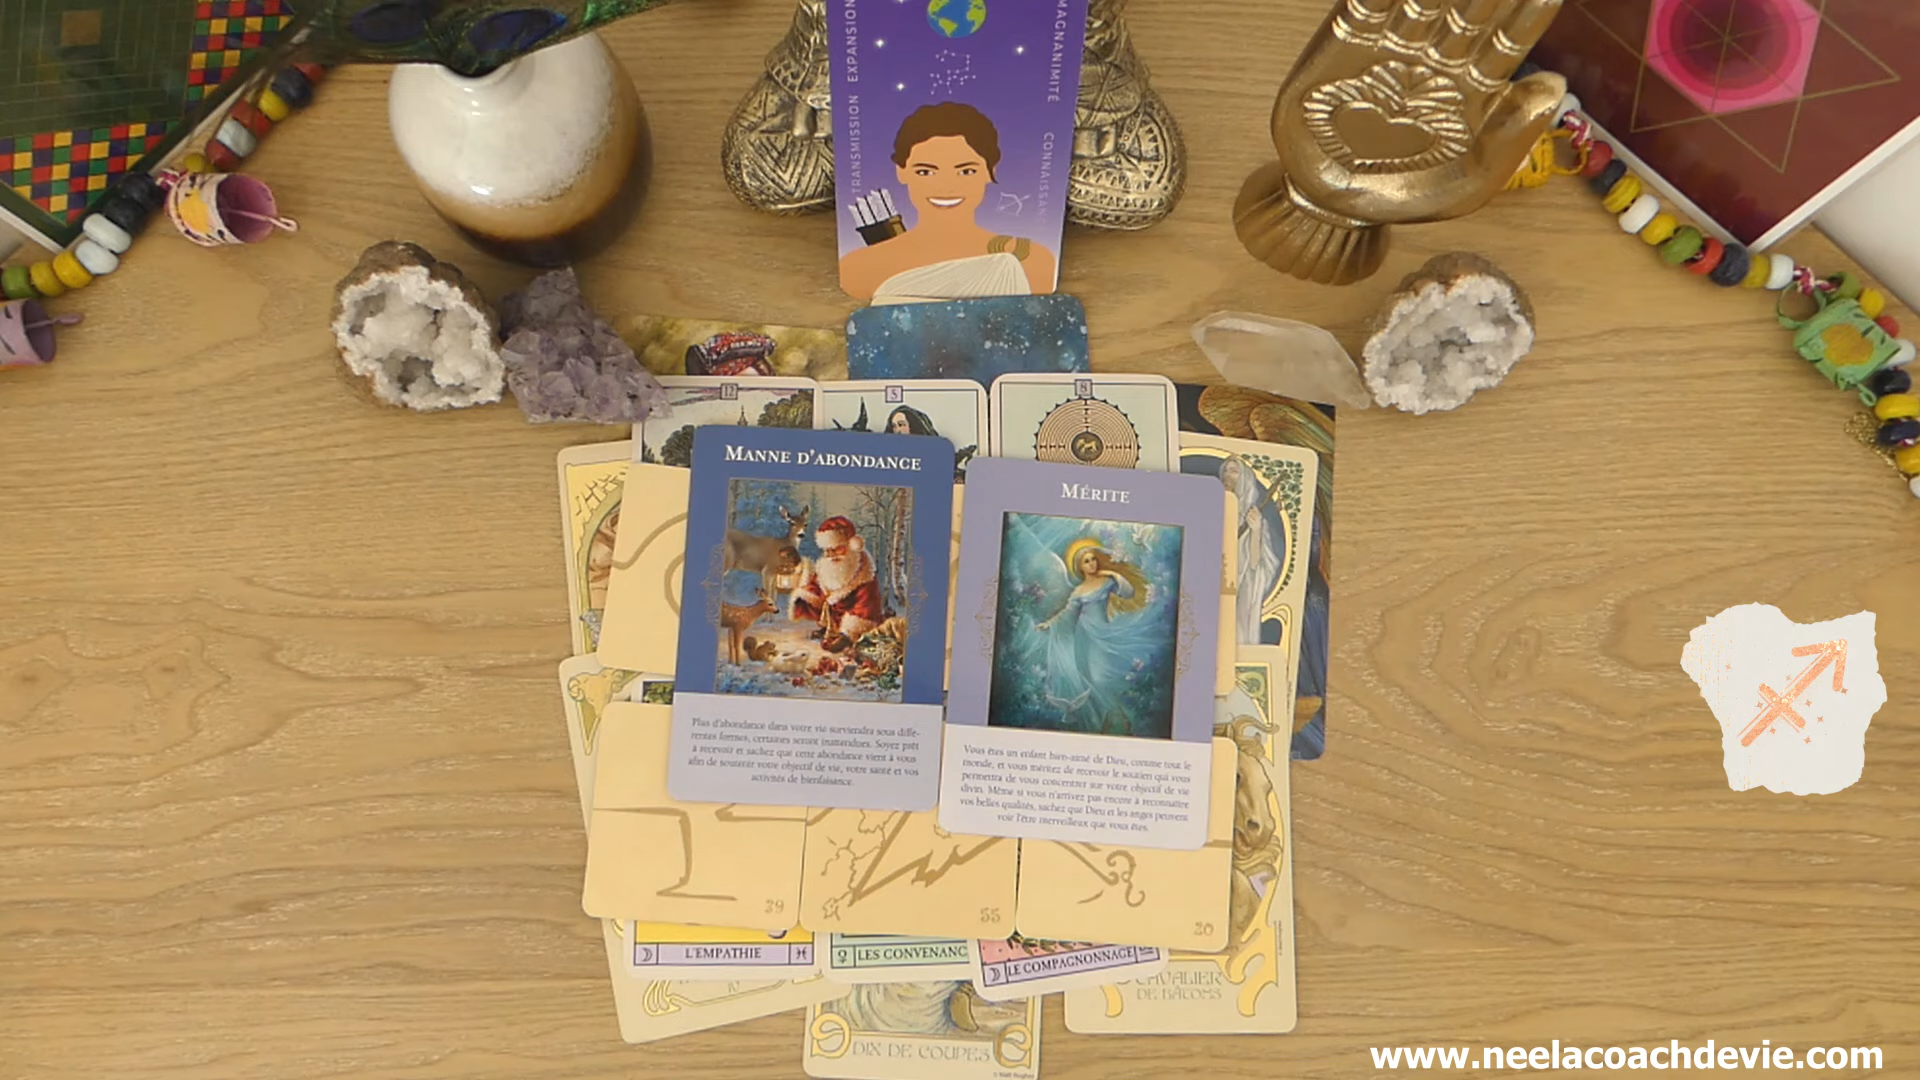 TRANSMISSION EXPANSION
MAGNANIMITÉ
12
5
8
MANNE D'ABONDANCE
Plus d'abondance dans votre vie surviendra sous diffé-
rentes formes, certaines seront inattendues. Soyez prêt
à recevoir et sachez que cette abondance vient à vous
afin de soutenir votre objectif de vie, votre santé et vos
activités de bienfaisance.
MÉRITE
Vous êtes un enfant bien-aimé de Dieu, comme tout le
monde, et vous méritez de recevoir le soutien qui vous
permettra de vous concentrer sur votre objectif de vie
divin. Même si vous n'arrivez pas encore à reconnaître
vos belles qualités, sachez que Dieu et les anges peuvent
voir l'être merveilleux que vous êtes.
39
55
20
L'EMPATHIE
LES CONVENANC
LE COMPAGNONNAGE
CHVALIER
DE BÂTONS
DIX DE COUPES
www.neelacoachdevie.com